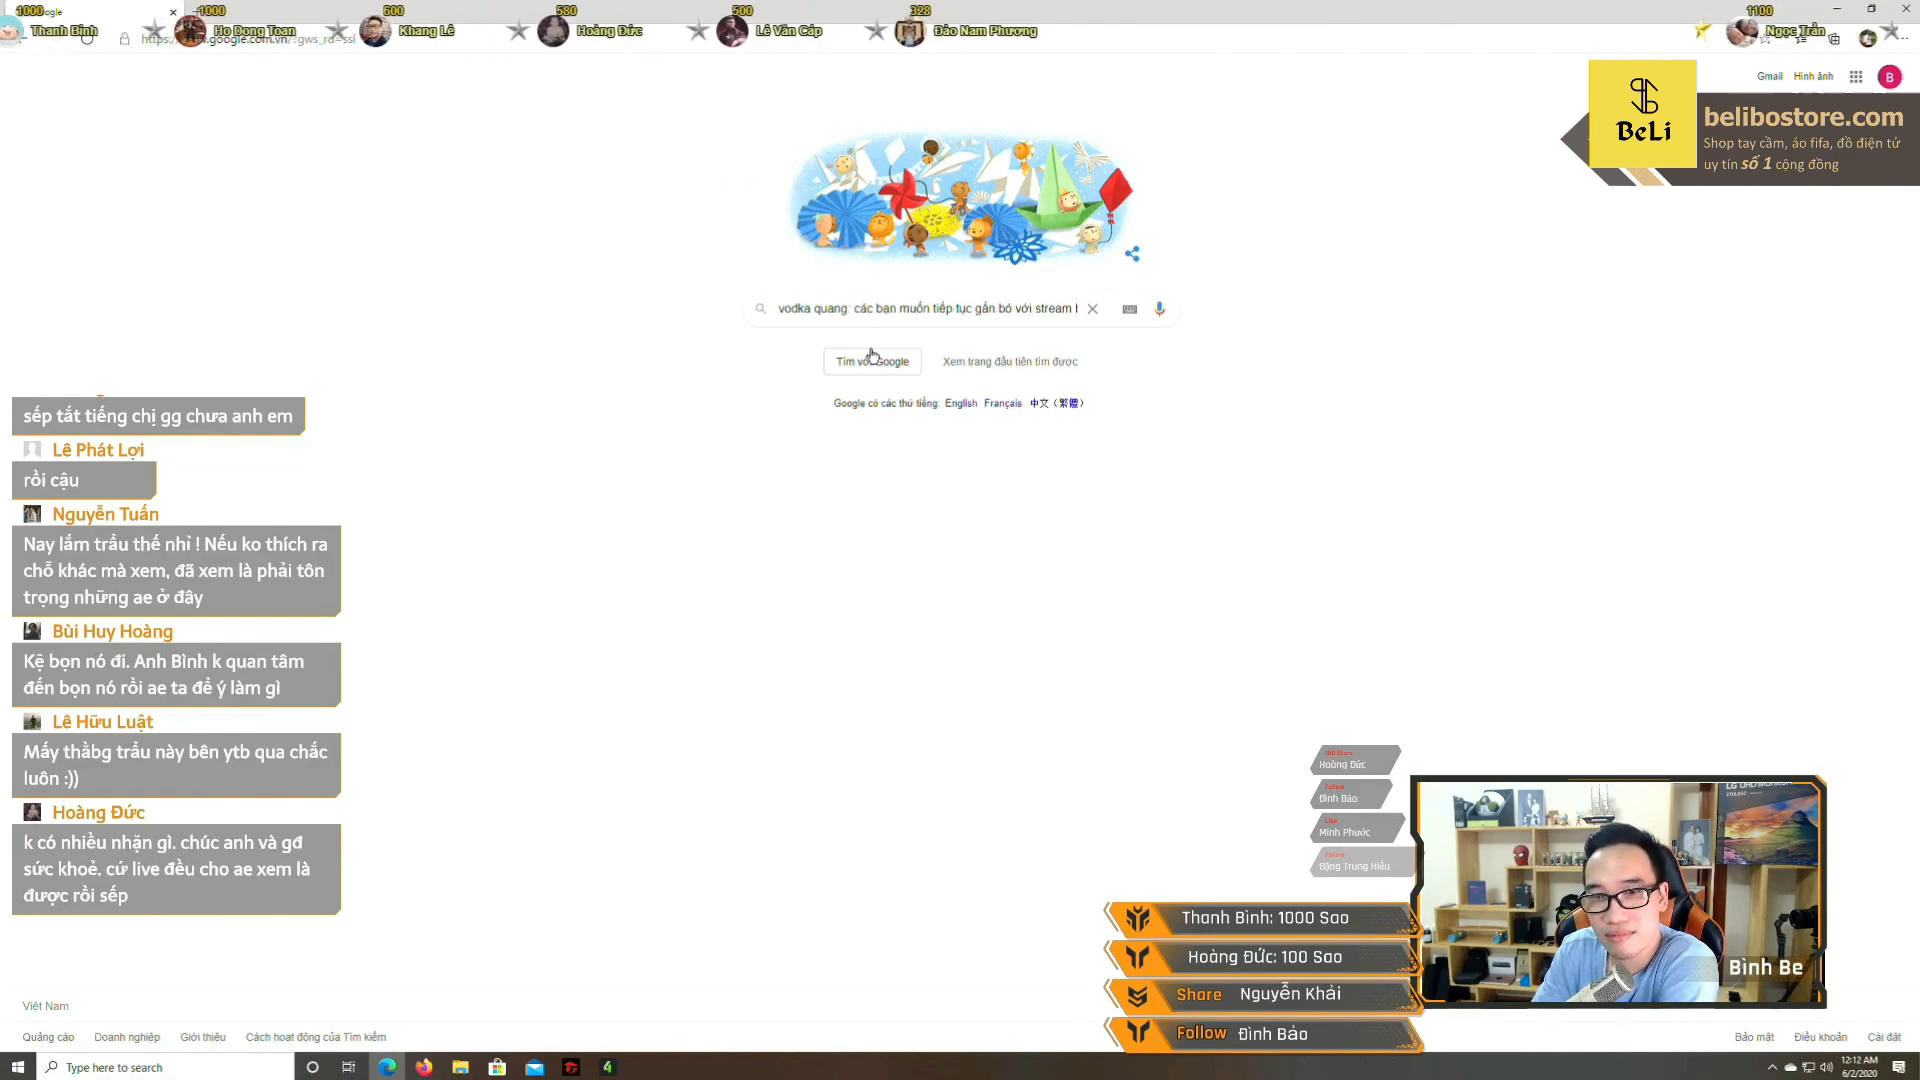 1000
ogle
1000
600
580
500
328
1100
Thanh Bình
Ho Dong Toan
Khang Lê
Hoàng Đức
Lê Văn Cáp
Đào Nam Phương
Ngọc Trần
Gmail
Hình ảnh
B
BeLi
belibostore.com
Shop tay cầm, áo fifa, đồ điện tử
uy tín số 1 cộng đồng
vodka quang: các bạn muốn tiếp tục gắn bó với stream
Google
Xem trang đầu tiên tìm được
Google có các thứ tiếng: English Français 中文（繁體）
sếp tắt tiếng chị gg chưa anh em
Lê Phát Lợi
rồi cậu
Nguyễn Tuấn
Nay lắm trẩu thế nhỉ ! Nếu ko thích ra
chỗ khác mà xem, đã xem là phải tôn
trọng những ae ở đây
Bùi Huy Hoàng
Kệ bọn nó đi. Anh Bình k quan tâm
đến bọn nó rồi ae ta để ý làm gì
Lê Hữu Luật
Mấy thằbg trẩu này bên ytb qua chắc
luôn :))
Hoàng Đức
k có nhiều nhặn gì. chúc anh và gđ
sức khoẻ. cứ live đều cho ae xem là
được rồi sếp
100 Stars
Hoàng Đức
Follow
Đình Bảo
Like
Minh Phước
Follow
Đặng Trung Hiếu
Thanh Bình: 1000 Sao
Hoàng Đức: 100 Sao
Share Nguyễn Khải
Follow Đình Bảo
Bình Be
Việt Nam
Quảng cáo
Doanh nghiệp
Giới thiệu
Cách hoạt động của Tìm kiếm
Bảo mật
Điều khoản
Cài đặt
Type here to search
12:12 AM
6/2/2020